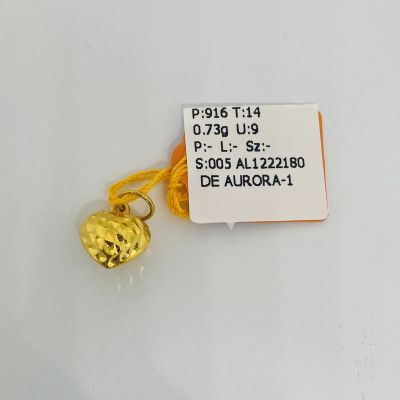 P:916 T:14
0.73g U:9
P:- L:- Sz:-
S:005 AL1222180
DE AURORA-1